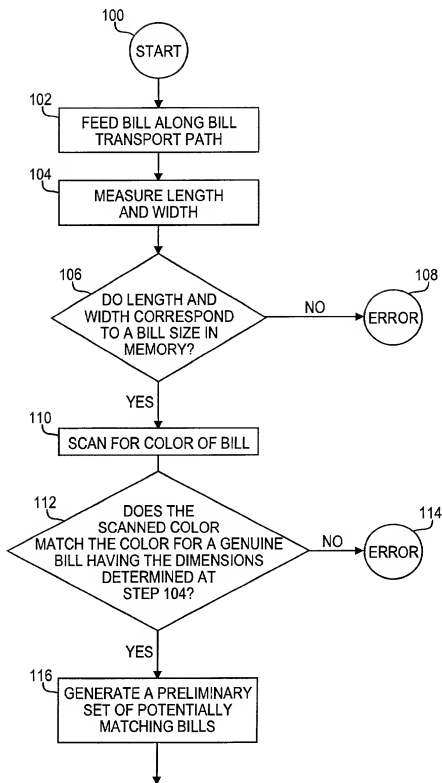 100
START
102
FEED BILL ALONG BILL
TRANSPORT PATH
104
MEASURE LENGTH
AND WIDTH
106
DO LENGTH AND
WIDTH CORRESPOND
TO A BILL SIZE IN
MEMORY?
NO
108
ERROR
YES
110
SCAN FOR COLOR OF BILL
112
DOES THE
SCANNED COLOR
MATCH THE COLOR FOR A GENUINE
BILL HAVING THE DIMENSIONS
DETERMINED AT
STEP 104?
NO
114
ERROR
YES
116
GENERATE A PRELIMINARY
SET OF POTENTIALLY
MATCHING BILLS